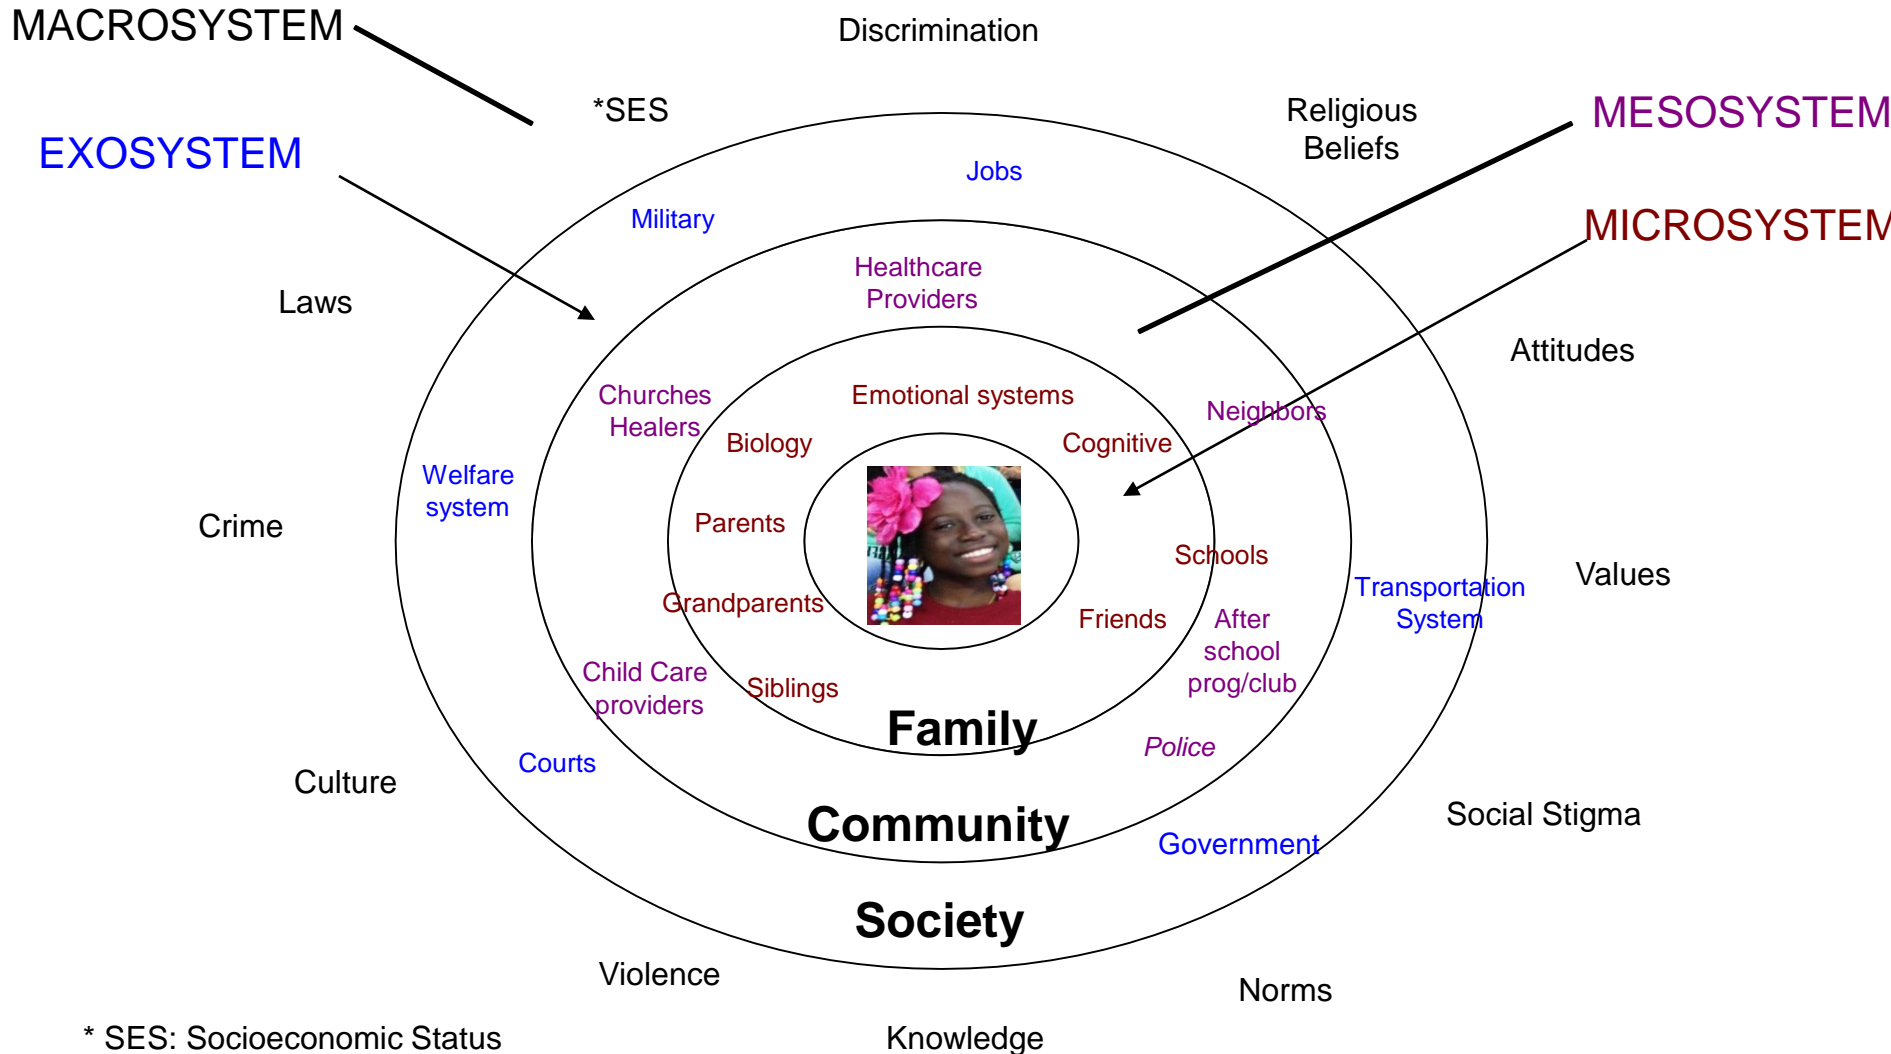 MACROSYSTEM
Discrimination
*SES
Religious
Beliefs
MESOSYSTEM
EXOSYSTEM
Jobs
Military
MICROSYSTEM
Healthcare
Providers
Laws
Attitudes
Churches
Healers
Emotional systems
Neighbors
Biology
Cognitive
Welfare
system
Crime
Parents
Schools
Values
Transportation
System
Grandparents
Friends
After
school
prog/club
Child Care
providers
Siblings
Family
Police
Courts
Culture
Community
Social Stigma
Government
Society
Violence
Norms
* SES: Socioeconomic Status
Knowledge